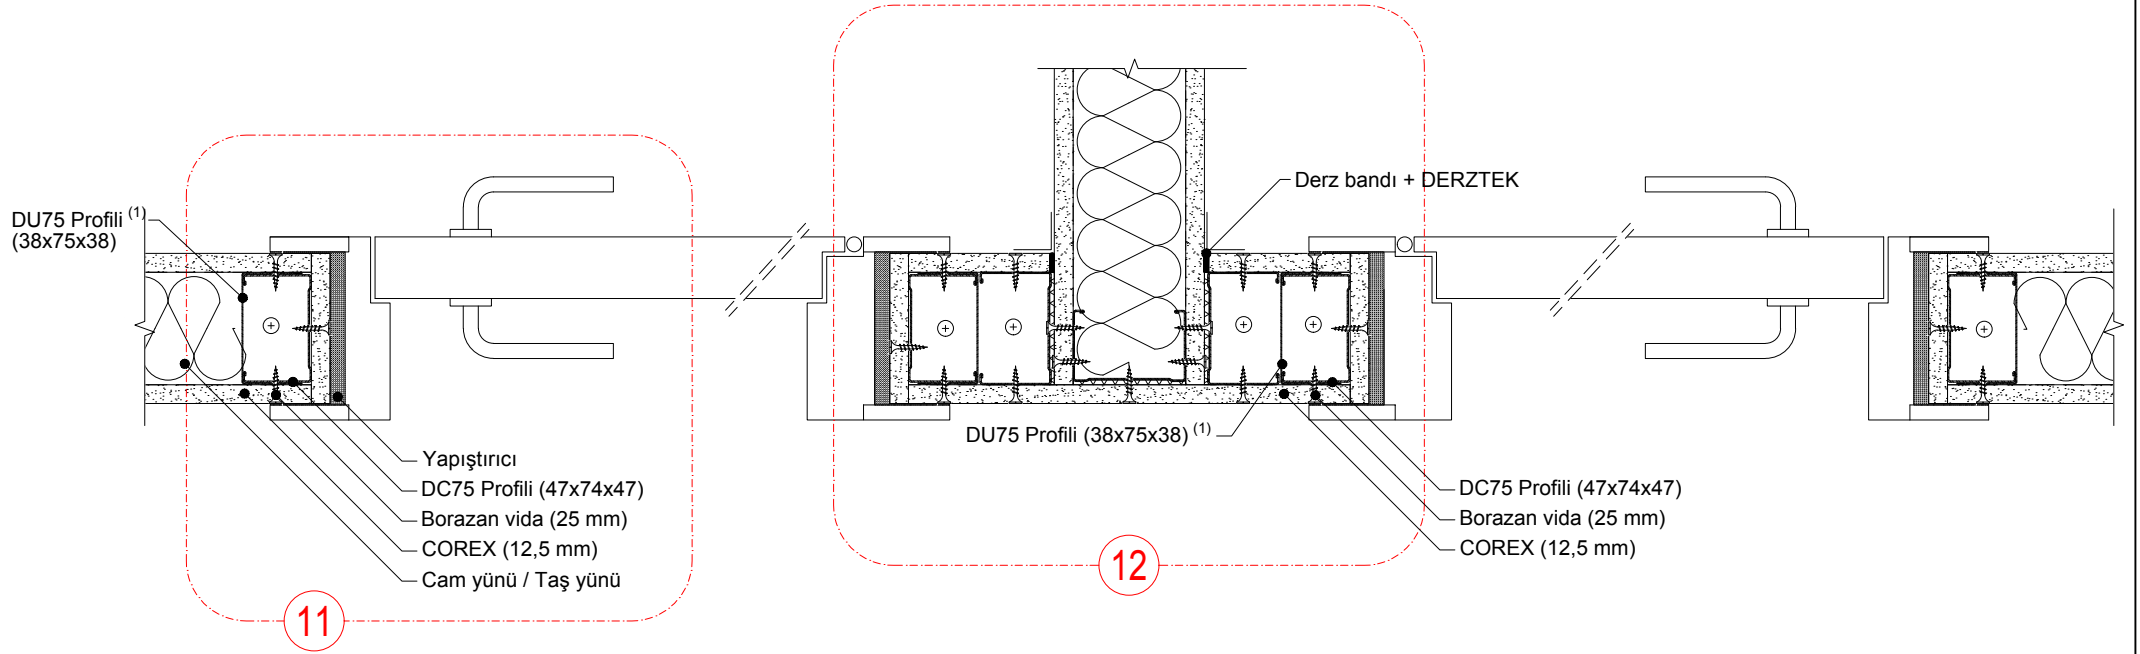 DU75 Profili (1)
(38x75x38)
Yapıştırıcı
DC75 Profili (47x74x47)
Borazan vida (25 mm)
COREX (12,5 mm)
Cam yünü / Taş yünü
11
Derz bandı + DERZTEK
DU75 Profili (38x75x38) (1)
DC75 Profili (47x74x47)
Borazan vida (25 mm)
COREX (12,5 mm)
12